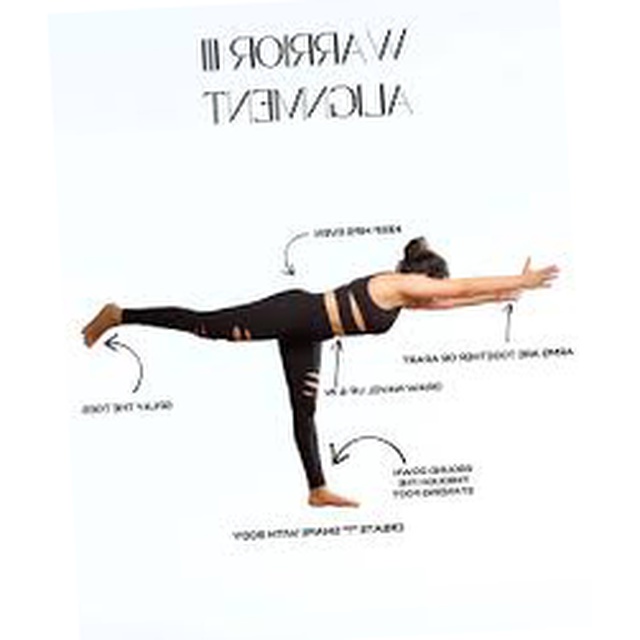 WARRIOR III
ALIGNMENT
KEEP HIPS EVEN
ARMS ARE TOGETHER OR APART
DRAW NAVEL UP & IN
SPLAY THE TOES
GROUND DOWN
THROUGH THE
STANDING FOOT
CREATE "T" SHAPE WITH BODY